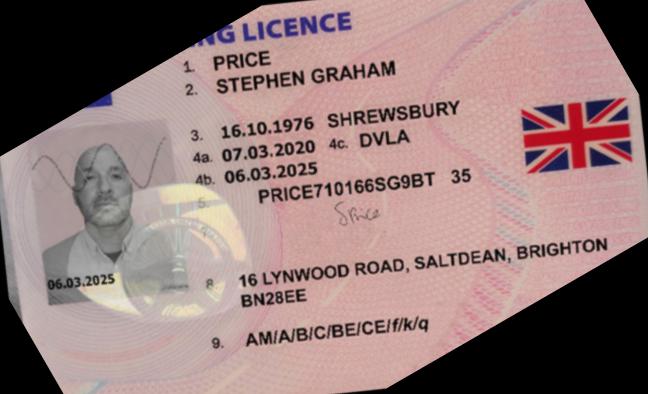 NG LICENCE
1. PRICE
2. STEPHEN GRAHAM
3. 16.10.1976 SHREWSBURY
4a. 07.03.2020 4c. DVLA
4b. 06.03.2025
5. PRICE710166SG9BT 35
SPrice
06.03.2025
8. 16 LYNWOOD ROAD, SALTDEAN, BRIGHTON
BN28EE
9. AM/A/B/C/BE/CE/f/k/q